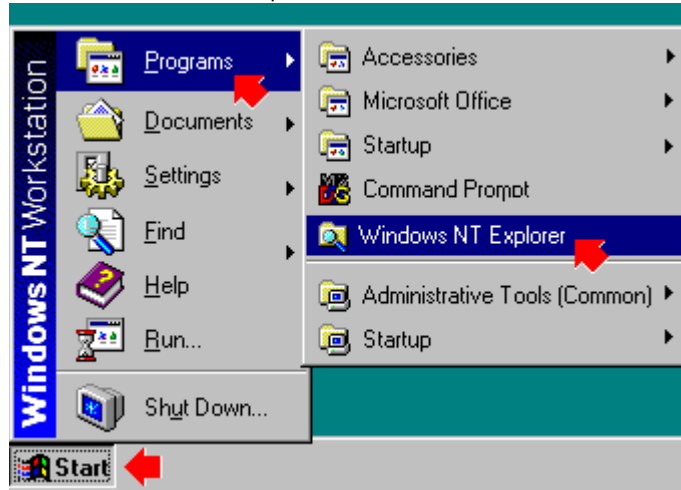 Windows NT Workstation
Programs
Documents
Settings
Find
Help
Run...
Shut Down...
Start
Accessories
Microsoft Office
Startup
Command Prompt
Windows NT Explorer
Administrative Tools (Common)
Startup